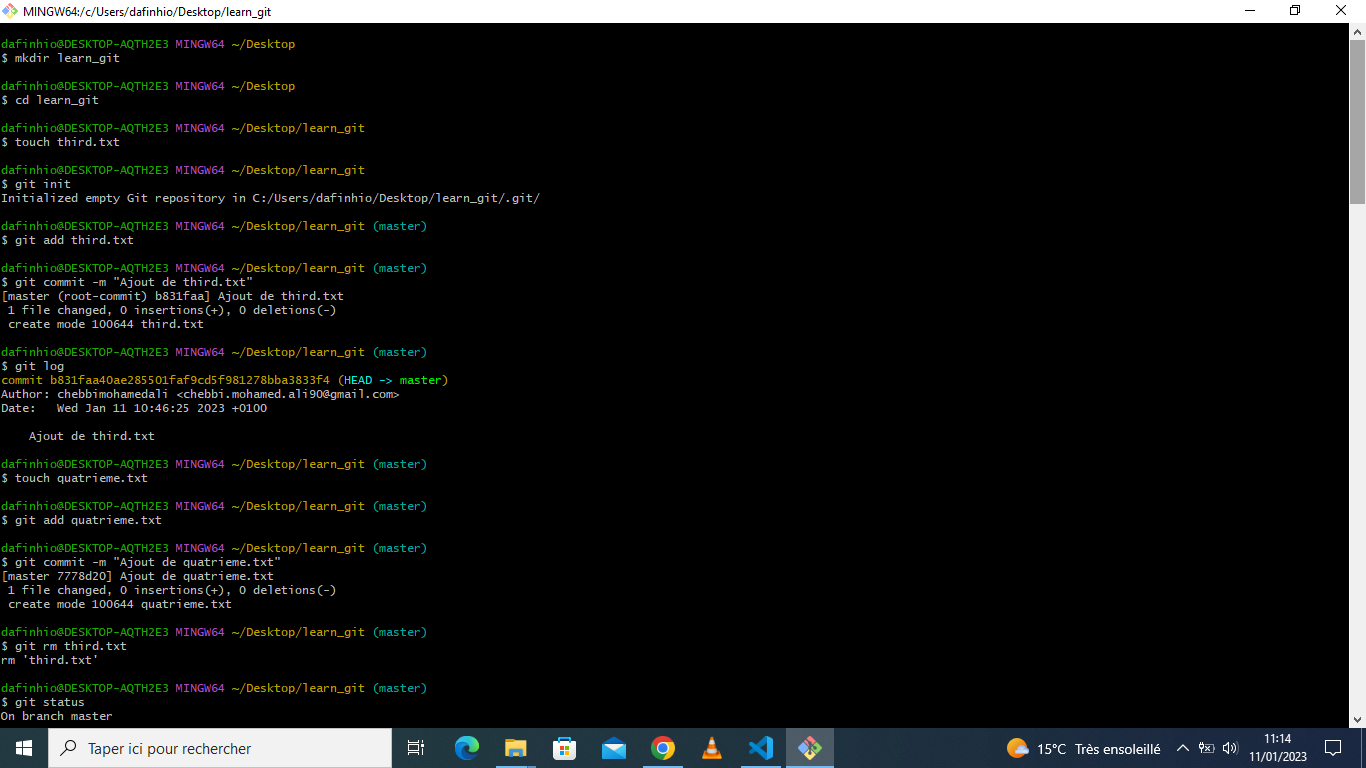 MINGW64:/c/Users/dafinhio/Desktop/learn_git
dafinhio@DESKTOP-AQTH2E3 MINGW64 ~/Desktop
$ mkdir learn_git
dafinhio@DESKTOP-AQTH2E3 MINGW64 ~/Desktop
$ cd learn_git
dafinhio@DESKTOP-AQTH2E3 MINGW64 ~/Desktop/learn_git
$ touch third.txt
dafinhio@DESKTOP-AQTH2E3 MINGW64 ~/Desktop/learn_git
$ git init
Initialized empty Git repository in C:/Users/dafinhio/Desktop/learn_git/.git/
dafinhio@DESKTOP-AQTH2E3 MINGW64 ~/Desktop/learn_git (master)
$ git add third.txt
dafinhio@DESKTOP-AQTH2E3 MINGW64 ~/Desktop/learn_git (master)
$ git commit -m "Ajout de third.txt"
[master (root-commit) b831faa] Ajout de third.txt
1 file changed, 0 insertions(+), 0 deletions(-)
create mode 100644 third.txt
dafinhio@DESKTOP-AQTH2E3 MINGW64 ~/Desktop/learn_git (master)
$ git log
commit b831faa40ae285501faf9cd5f981278bba3833f4 (HEAD -> master)
Author: chebbimohamedali <chebbi.mohamed.ali90@gmail.com>
Date: Wed Jan 11 10:46:25 2023 +0100
Ajout de third.txt
dafinhio@DESKTOP-AQTH2E3 MINGW64 ~/Desktop/learn_git (master)
$ touch quatrieme.txt
dafinhio@DESKTOP-AQTH2E3 MINGW64 ~/Desktop/learn_git (master)
$ git add quatrieme.txt
dafinhio@DESKTOP-AQTH2E3 MINGW64 ~/Desktop/learn_git (master)
$ git commit -m "Ajout de quatrieme.txt"
[master 7778d20] Ajout de quatrieme.txt
1 file changed, 0 insertions(+), 0 deletions(-)
create mode 100644 quatrieme.txt
dafinhio@DESKTOP-AQTH2E3 MINGW64 ~/Desktop/learn_git (master)
$ git rm third.txt
rm 'third.txt'
dafinhio@DESKTOP-AQTH2E3 MINGW64 ~/Desktop/learn_git (master)
$ git status
On branch master
Taper ici pour rechercher
15°C Très ensoleillé
11:14
11/01/2023